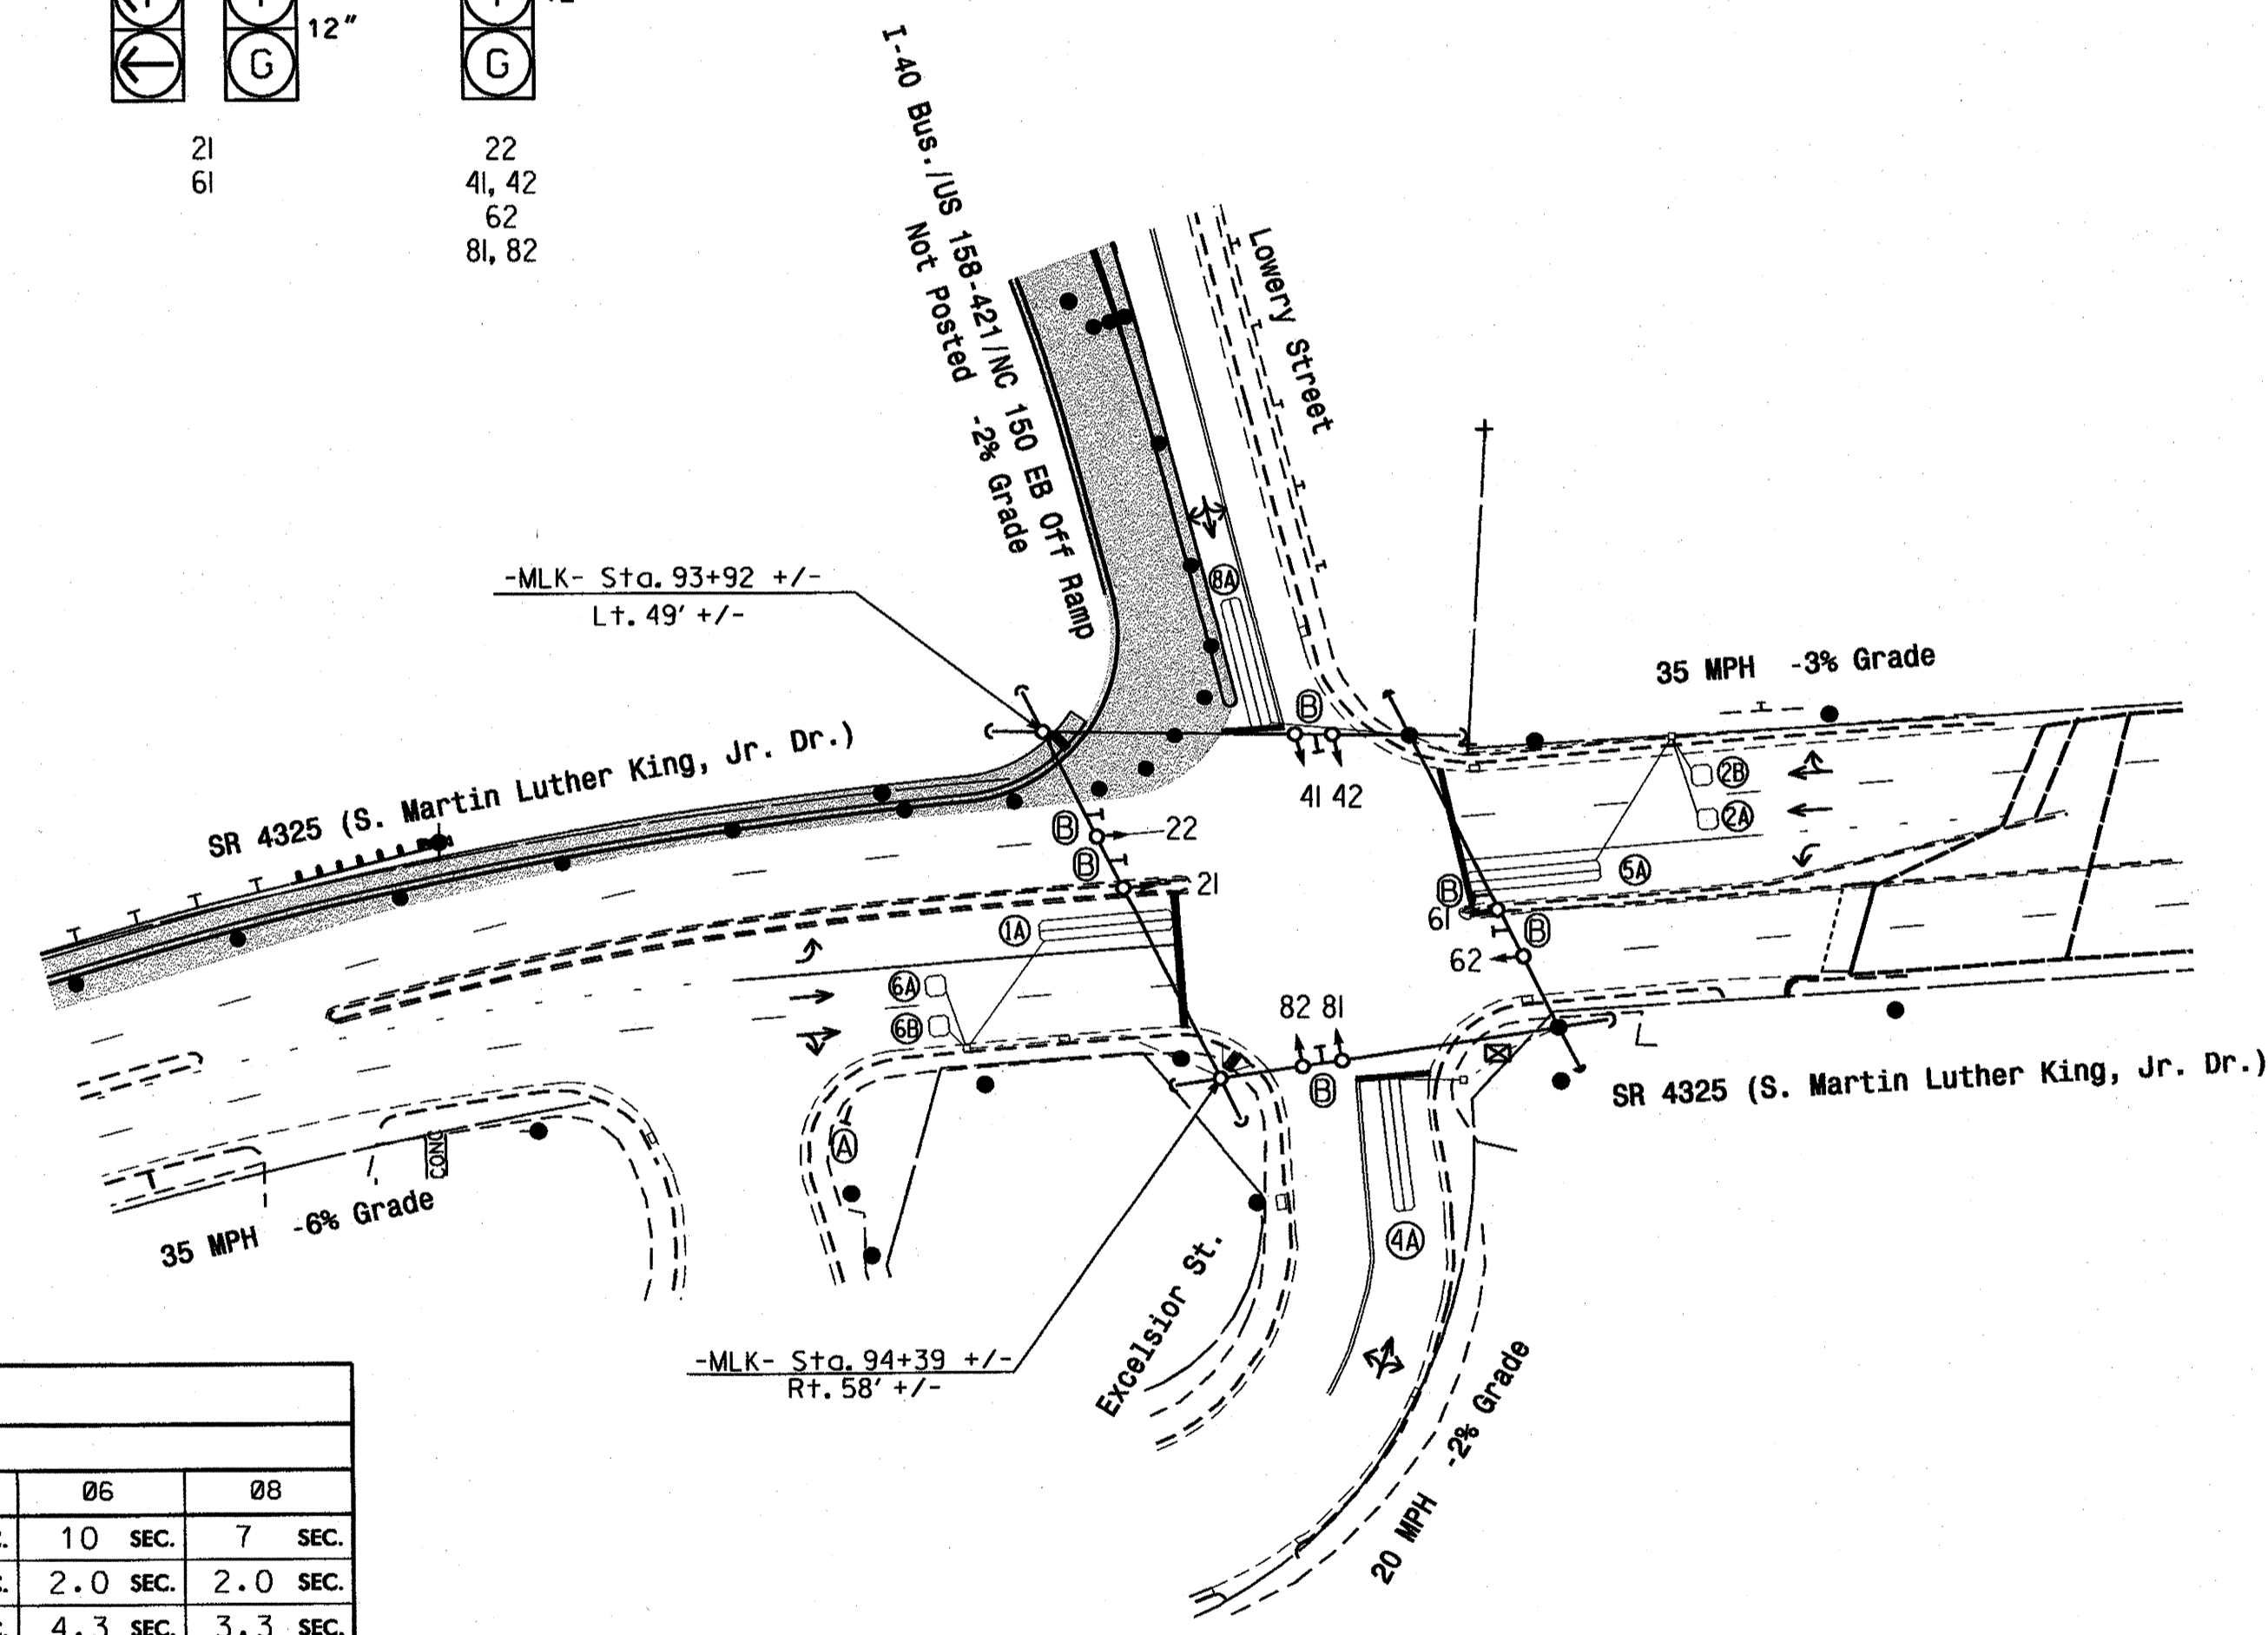 12"
G
G
21
61
22
41, 42
62
81, 82
I-40 Bus./US 158-421/NC 150 EB Off Ramp
Not Posted -2% Grade
Lowery Street
-MLK- Sta. 93+92 +/-
Lt. 49' +/-
8A
35 MPH -3% Grade
SR 4325 (S. Martin Luther King, Jr. Dr.)
B
41 42
2B
2A
B
22
B
21
5A
B
61
B
62
1A
6A
6B
82 81
B
A
CONC
SR 4325 (S. Martin Luther King, Jr. Dr.)
35 MPH -6% Grade
4A
Excelsior St.
-MLK- Sta. 94+39 +/-
Rt. 58' +/-
20 MPH -2% Grade
06 08
10 SEC. 7 SEC.
2.0 SEC. 2.0 SEC.
4.3 SEC. 3.3 SEC.